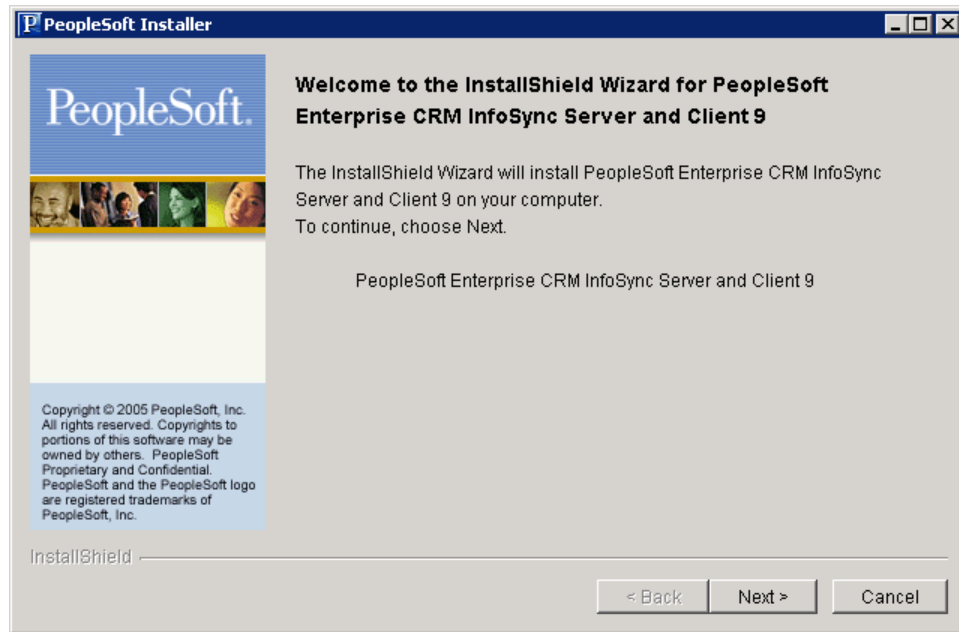 PeopleSoft Installer
PeopleSoft.
Welcome to the InstallShield Wizard for PeopleSoft
Enterprise CRM InfoSync Server and Client 9
The InstallShield Wizard will install PeopleSoft Enterprise CRM InfoSync
Server and Client 9 on your computer.
To continue, choose Next.
PeopleSoft Enterprise CRM InfoSync Server and Client 9
Copyright © 2005 PeopleSoft, Inc.
All rights reserved. Copyrights to
portions of this software may be
owned by others. PeopleSoft
Proprietary and Confidential.
PeopleSoft and the PeopleSoft logo
are registered trademarks of
PeopleSoft, Inc.
InstallShield
< Back
Next >
Cancel